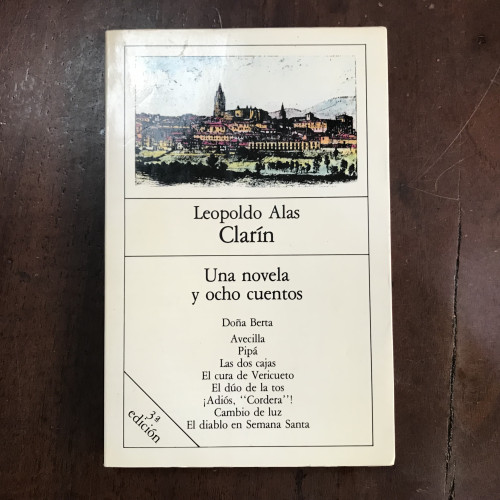 Leopoldo Alas
Clarín
Una novela
y ocho cuentos
Doña Berta
Avecilla
Pipá
Las dos cajas
El cura de Vericueto
El dúo de la tos
¡Adiós, "Cordera"!
Cambio de luz
El diablo en Semana Santa
3ª
edición